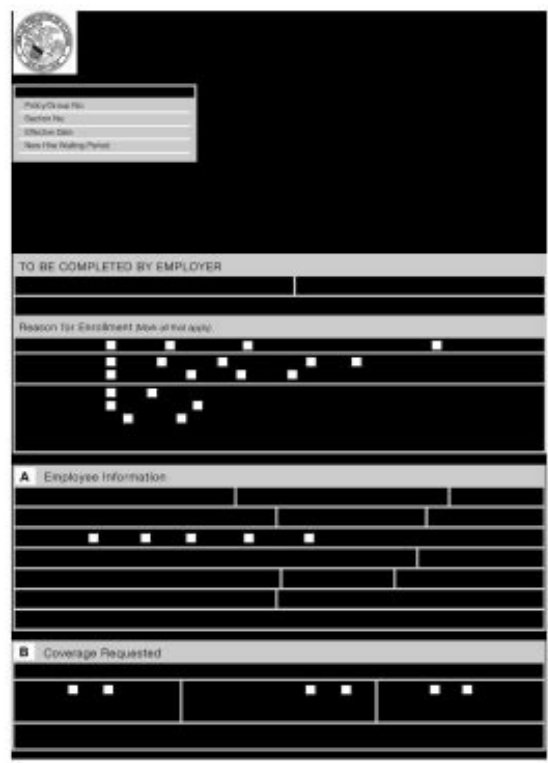 Policy/Group No.
Section No.
Effective Date
New Hire Waiting Period
TO BE COMPLETED BY EMPLOYER
Reason for Enrollment (Mark all that apply)
A Employee Information
B Coverage Requested